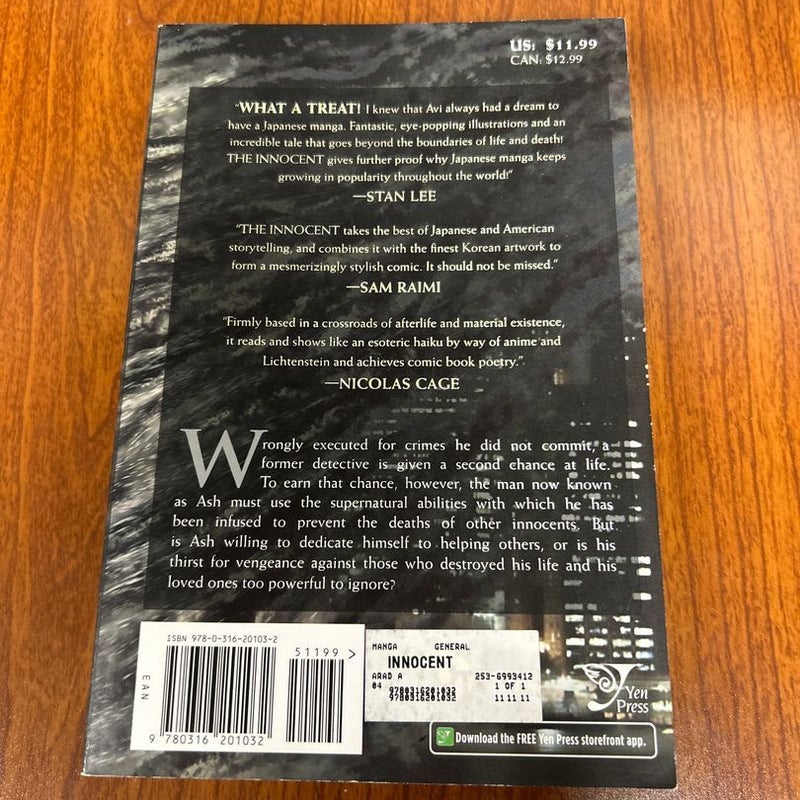 US: $11.99
CAN: $12.99
"WHAT A TREAT! I knew that Avi always had a dream to
have a Japanese manga. Fantastic, eye-popping illustrations and an
incredible tale that goes beyond the boundaries of life and death!
THE INNOCENT gives further proof why Japanese manga keeps
growing in popularity throughout the world!"
—STAN LEE
"THE INNOCENT takes the best of Japanese and American
storytelling, and combines it with the finest Korean artwork to
form a mesmerizingly stylish comic. It should not be missed."
—SAM RAIMI
"Firmly based in a crossroads of afterlife and material existence,
it reads and shows like an esoteric haiku by way of anime and
Lichtenstein and achieves comic book poetry."
—NICOLAS CAGE
Wrongly executed for crimes he did not commit, a
former detective is given a second chance at life.
To earn that chance, however, the man now known
as Ash must use the supernatural abilities with which he has
been infused to prevent the deaths of other innocents. But
is Ash willing to dedicate himself to helping others, or is his
thirst for vengeance against those who destroyed his life and his
loved ones too powerful to ignore?
ISBN 978-0-316-20103-2
51199 >
EAN
9 780316 201032
MANGA GENERAL
INNOCENT
ARAD A 253-6993412
04 9780316201032 1 OF 1
9780316201032 11 11 11
Yen
Press
Download the FREE Yen Press storefront app.